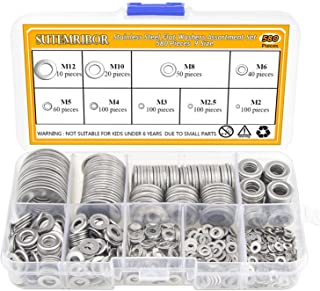 SUTEMRIBOR
Stainless Steel Flat Washers Assortment Set
580 Pieces 9 Size
580
Pieces
M12
10 pieces
M10
20 pieces
M8
50 pieces
M6
40 pieces
M5
60 pieces
M4
100 pieces
M3
100 pieces
M2.5
100 pieces
M2
100 pieces
WARNING: NOT SUITABLE FOR KIDS UNDER 6 YEARS DUE TO SMALL PARTS